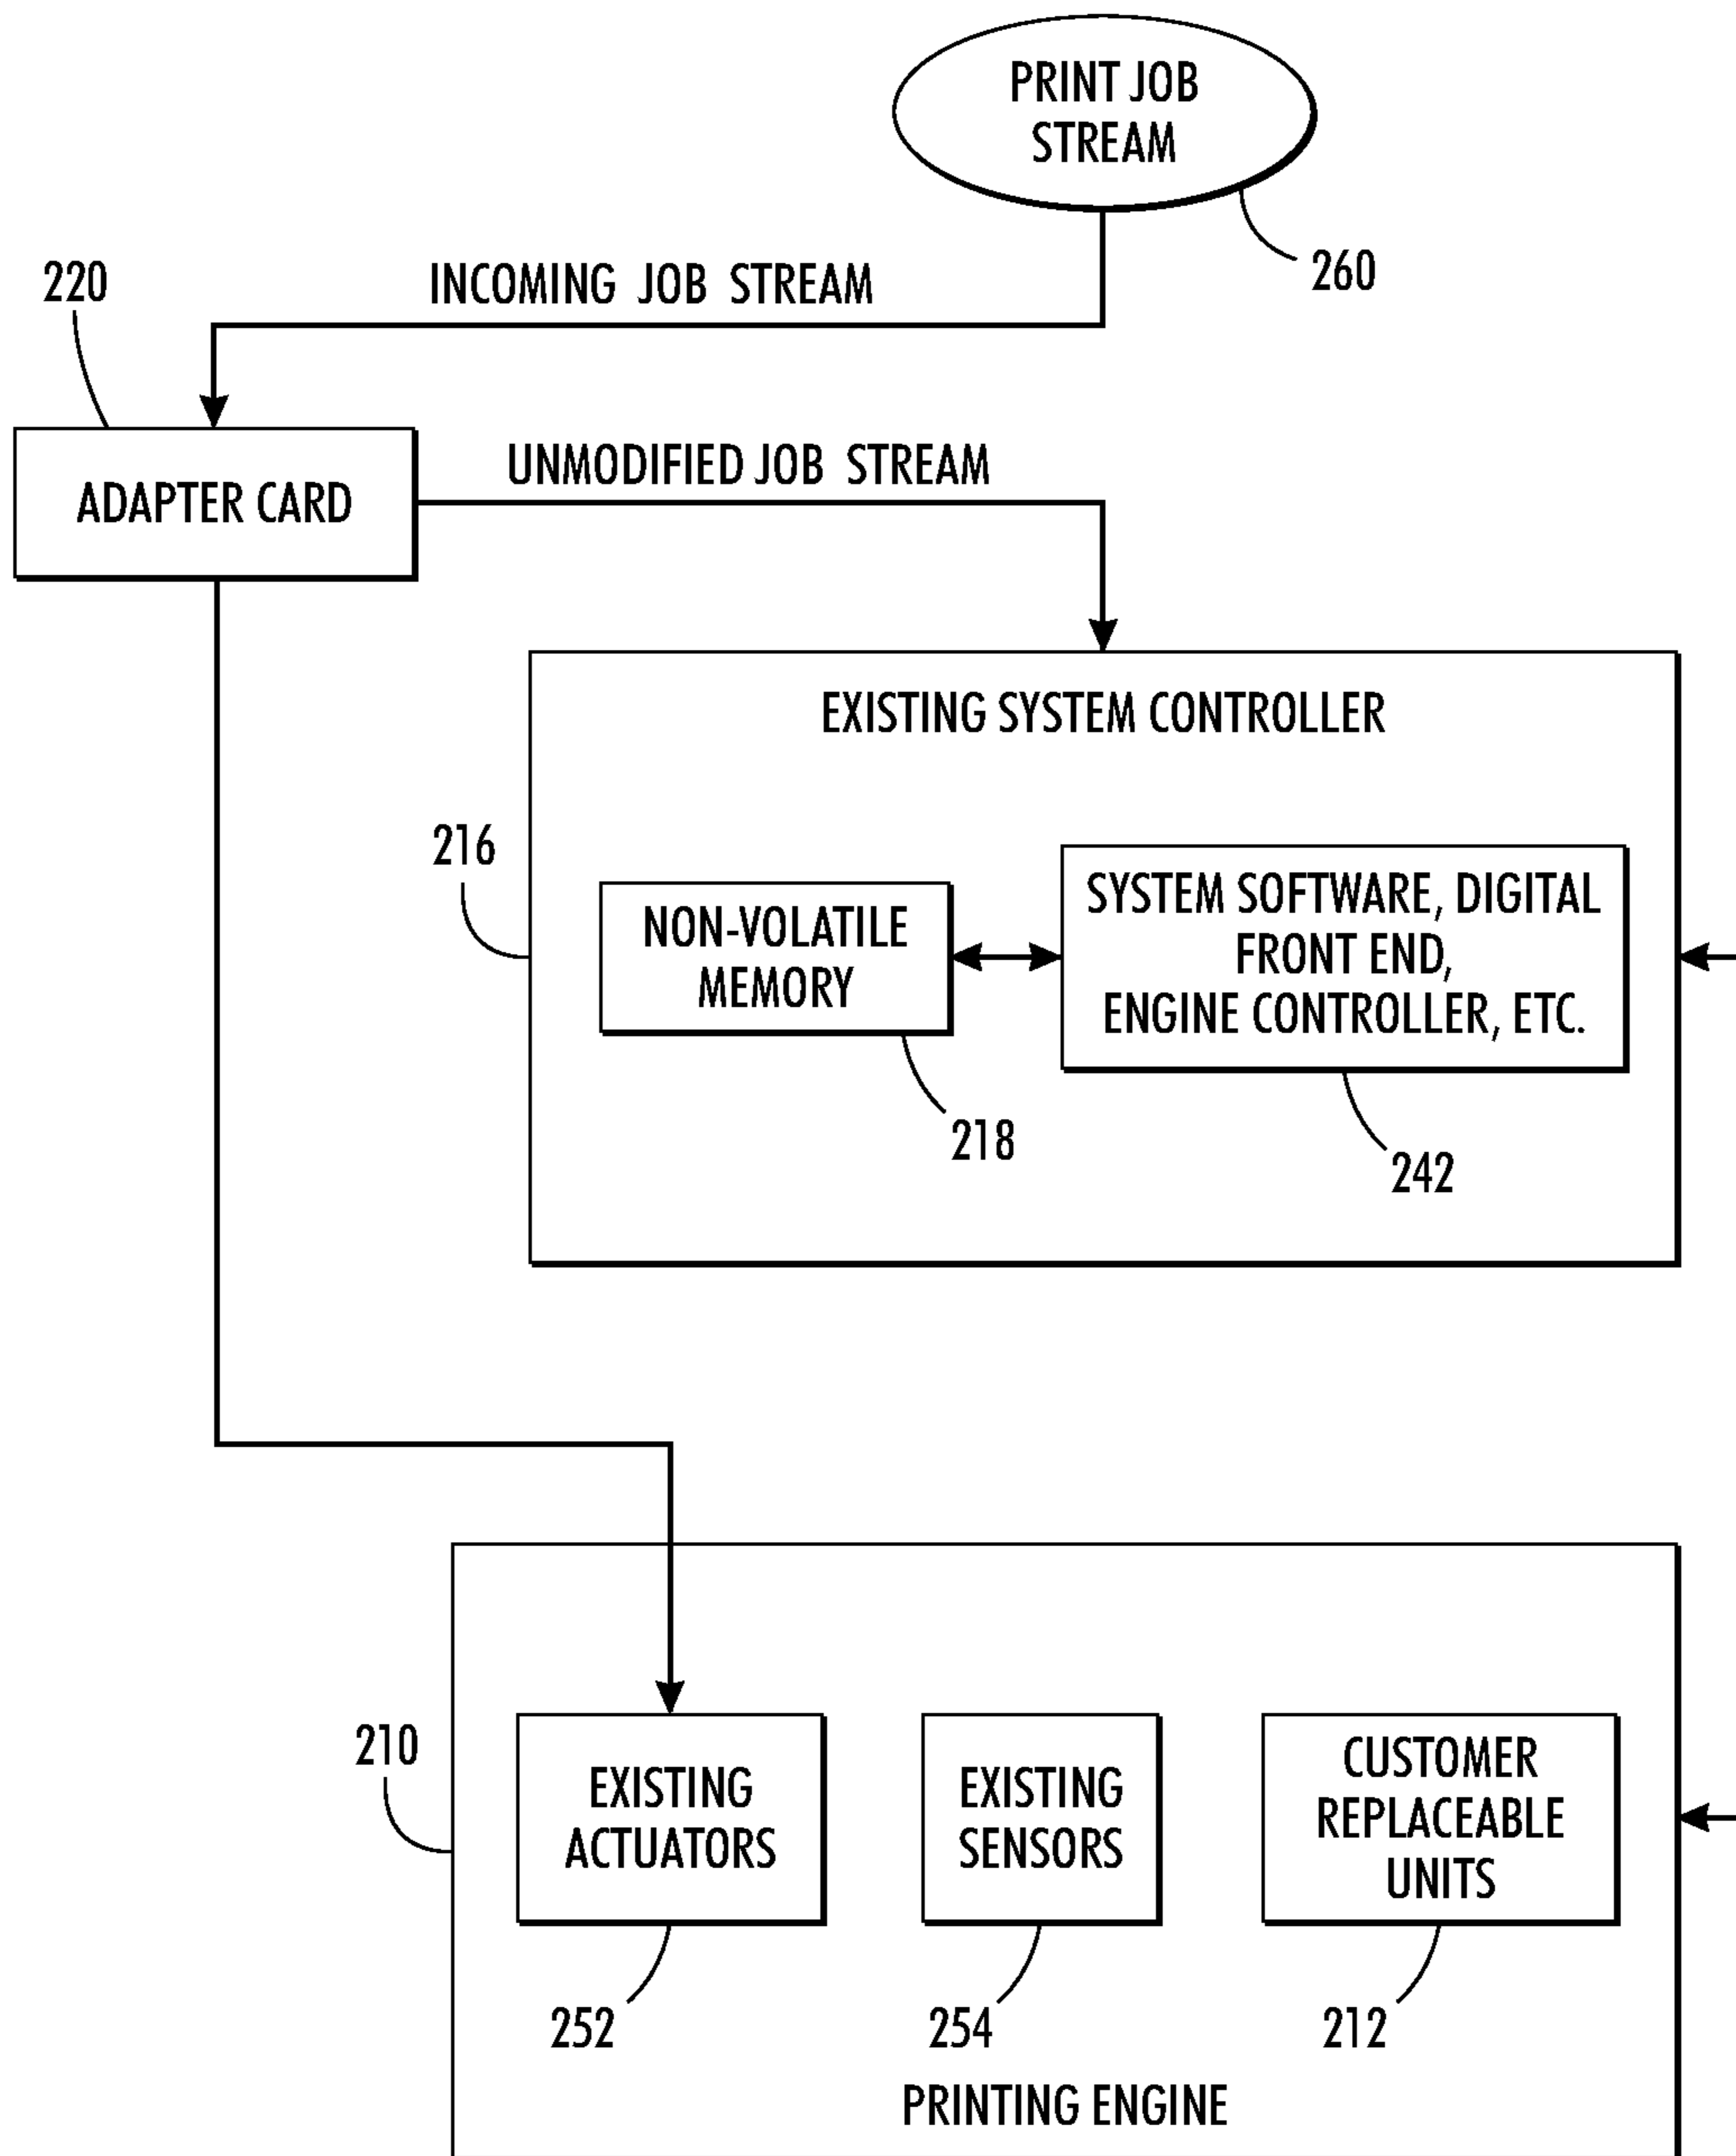 PRINT JOB
STREAM
260
INCOMING JOB STREAM
220
ADAPTER CARD
UNMODIFIED JOB STREAM
EXISTING SYSTEM CONTROLLER
216
NON-VOLATILE
MEMORY
218
SYSTEM SOFTWARE, DIGITAL
FRONT END,
ENGINE CONTROLLER, ETC.
242
210
EXISTING
ACTUATORS
252
EXISTING
SENSORS
254
CUSTOMER
REPLACEABLE
UNITS
212
PRINTING ENGINE